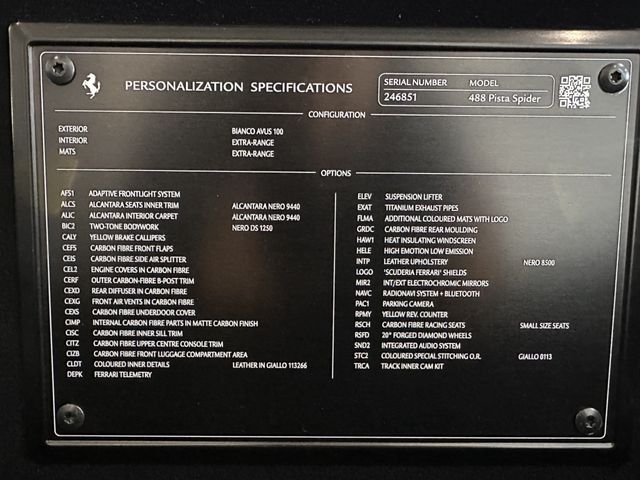 PERSONALIZATION SPECIFICATIONS
SERIAL NUMBER MODEL
246851 488 Pista Spider
CONFIGURATION
EXTERIOR BIANCO AVUS 100
INTERIOR EXTRA-RANGE
MATS EXTRA-RANGE
OPTIONS
AFS1 ADAPTIVE FRONTLIGHT SYSTEM
ALCS ALCANTARA SEATS INNER TRIM ALCANTARA NERO 9440
ALIC ALCANTARA INTERIOR CARPET ALCANTARA NERO 9440
BIC2 TWO-TONE BODYWORK NERO DS 1250
CALY YELLOW BRAKE CALLIPERS
CEF5 CARBON FIBRE FRONT FLAPS
CEIS CARBON FIBRE SIDE AIR SPLITTER
CEL2 ENGINE COVERS IN CARBON FIBRE
CERF OUTER CARBON-FIBRE B-POST TRIM
CEXD REAR DIFFUSER IN CARBON FIBRE
CEXG FRONT AIR VENTS IN CARBON FIBRE
CEXS CARBON FIBRE UNDERDOOR COVER
CIMP INTERNAL CARBON FIBRE PARTS IN MATTE CARBON FINISH
CISC CARBON FIBRE INNER SILL TRIM
CITZ CARBON FIBRE UPPER CENTRE CONSOLE TRIM
CIZB CARBON FIBRE FRONT LUGGAGE COMPARTMENT AREA
CLDT COLOURED INNER DETAILS LEATHER IN GIALLO 113266
DEPK FERRARI TELEMETRY
ELEV SUSPENSION LIFTER
EXAT TITANIUM EXHAUST PIPES
FLMA ADDITIONAL COLOURED MATS WITH LOGO
GRDC CARBON FIBRE REAR MOULDING
HAW1 HEAT INSULATING WINDSCREEN
HELE HIGH EMOTION LOW EMISSION
INTP LEATHER UPHOLSTERY NERO 8500
LOGO 'SCUDERIA FERRARI' SHIELDS
MIR2 INT/EXT ELECTROCHROMIC MIRRORS
NAVC RADIONAVI SYSTEM + BLUETOOTH
PAC1 PARKING CAMERA
RPMY YELLOW REV. COUNTER
RSCH CARBON FIBRE RACING SEATS SMALL SIZE SEATS
RSFD 20" FORGED DIAMOND WHEELS
SND2 INTEGRATED AUDIO SYSTEM
STC2 COLOURED SPECIAL STITCHING O.R. GIALLO 0113
TRCA TRACK INNER CAM KIT